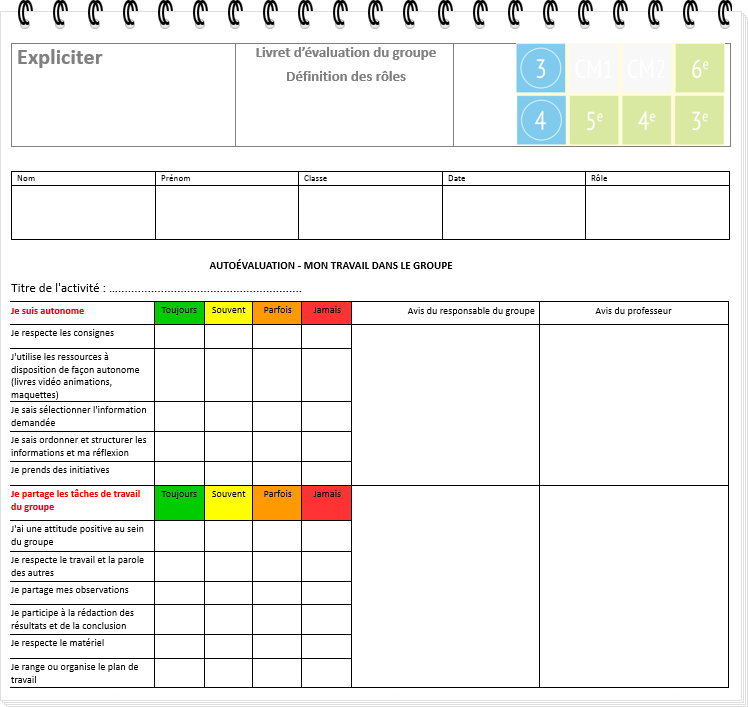 Expliciter
Livret d'évaluation du groupe
Définition des rôles
3 CM1 CM2 6e
4 5e 4e 3e
Nom Prénom Classe Date Rôle
AUTOÉVALUATION - MON TRAVAIL DANS LE GROUPE
Titre de l'activité : ............................................................
Je suis autonome Toujours Souvent Parfois Jamais Avis du responsable du groupe Avis du professeur
Je respecte les consignes
J'utilise les ressources à
disposition de façon autonome
(livres vidéo animations,
maquettes)
Je sais sélectionner l'information
demandée
Je sais ordonner et structurer les
informations et ma réflexion
Je prends des initiatives
Je partage les tâches de travail Toujours Souvent Parfois Jamais
du groupe
J'ai une attitude positive au sein
du groupe
Je respecte le travail et la parole
des autres
Je partage mes observations
Je participe à la rédaction des
résultats et de la conclusion
Je respecte le matériel
Je range ou organise le plan de
travail